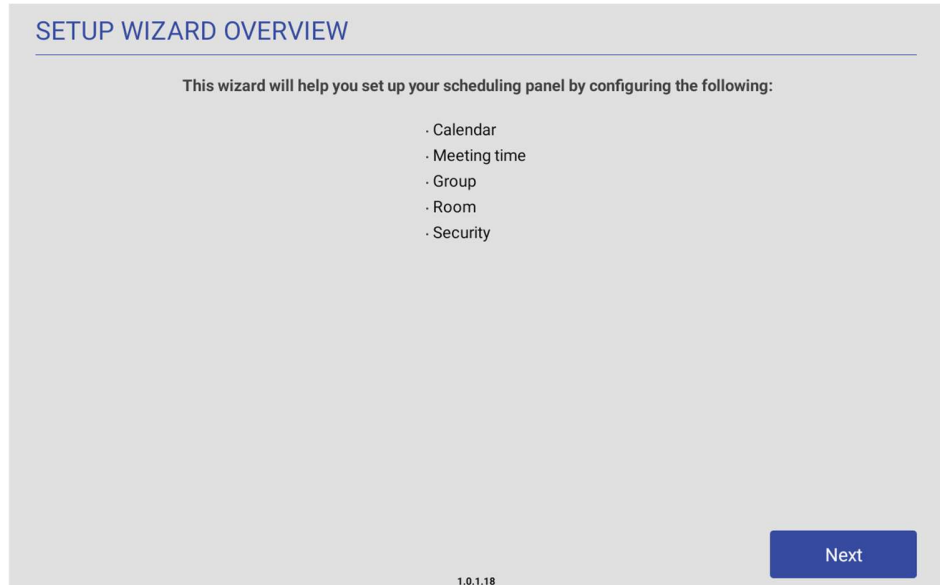 SETUP WIZARD OVERVIEW
This wizard will help you set up your scheduling panel by configuring the following:
· Calendar
· Meeting time
· Group
· Room
· Security
Next
1.0.1.18